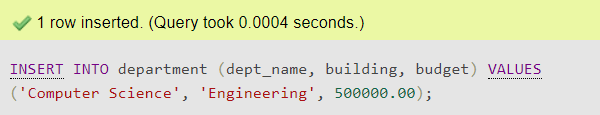 1 row inserted. (Query took 0.0004 seconds.)
INSERT INTO department (dept_name, building, budget) VALUES
('Computer Science', 'Engineering', 500000.00);